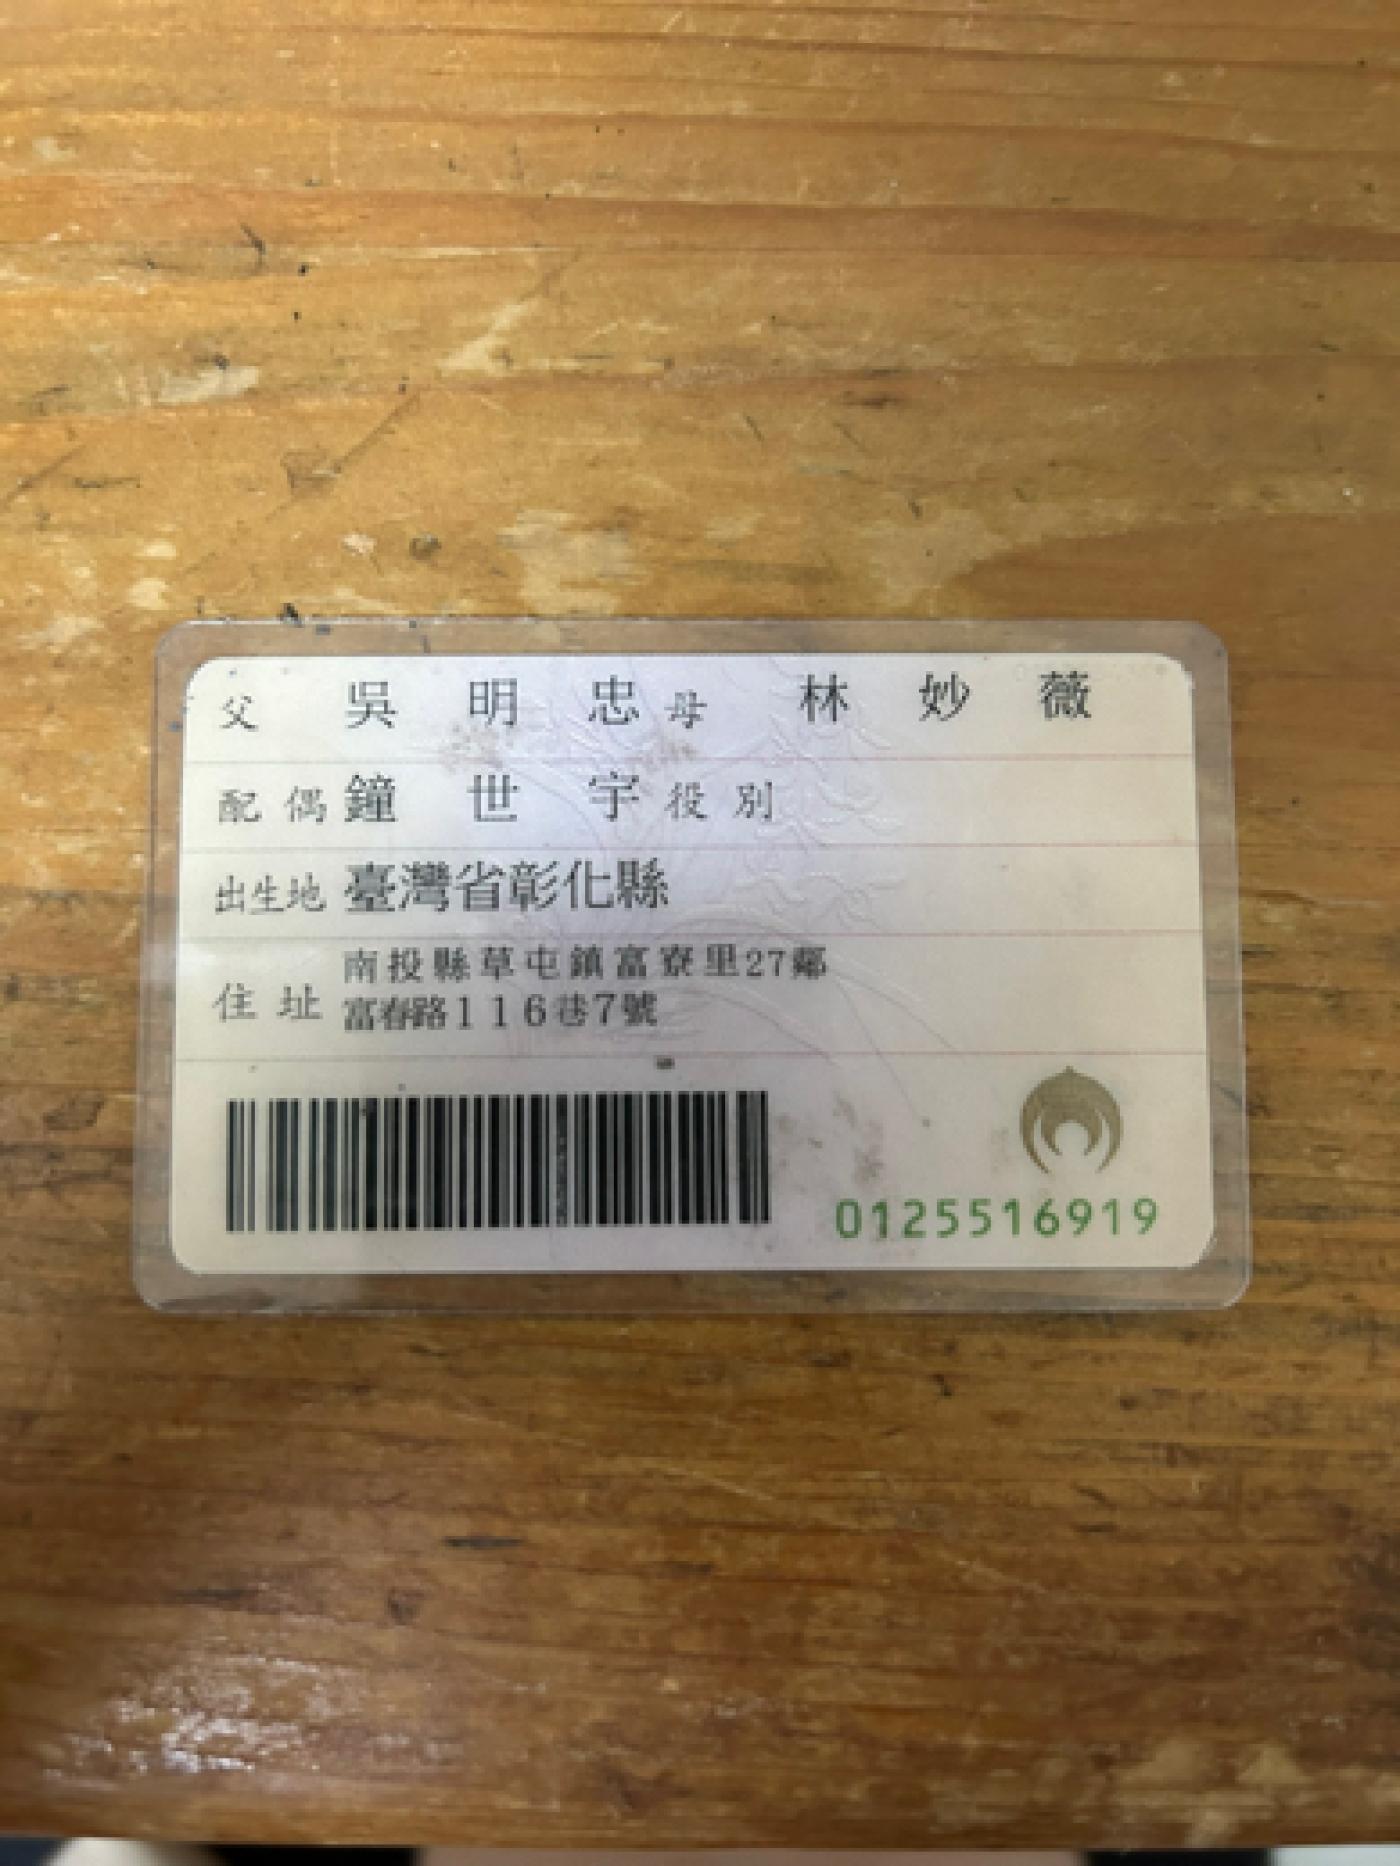 父 吳明忠 母 林妙薇
配偶 鐘世宇 役別
出生地 臺灣省彰化縣
住址 南投縣草屯鎮富寮里27鄰
富春路116巷7號
0125516919